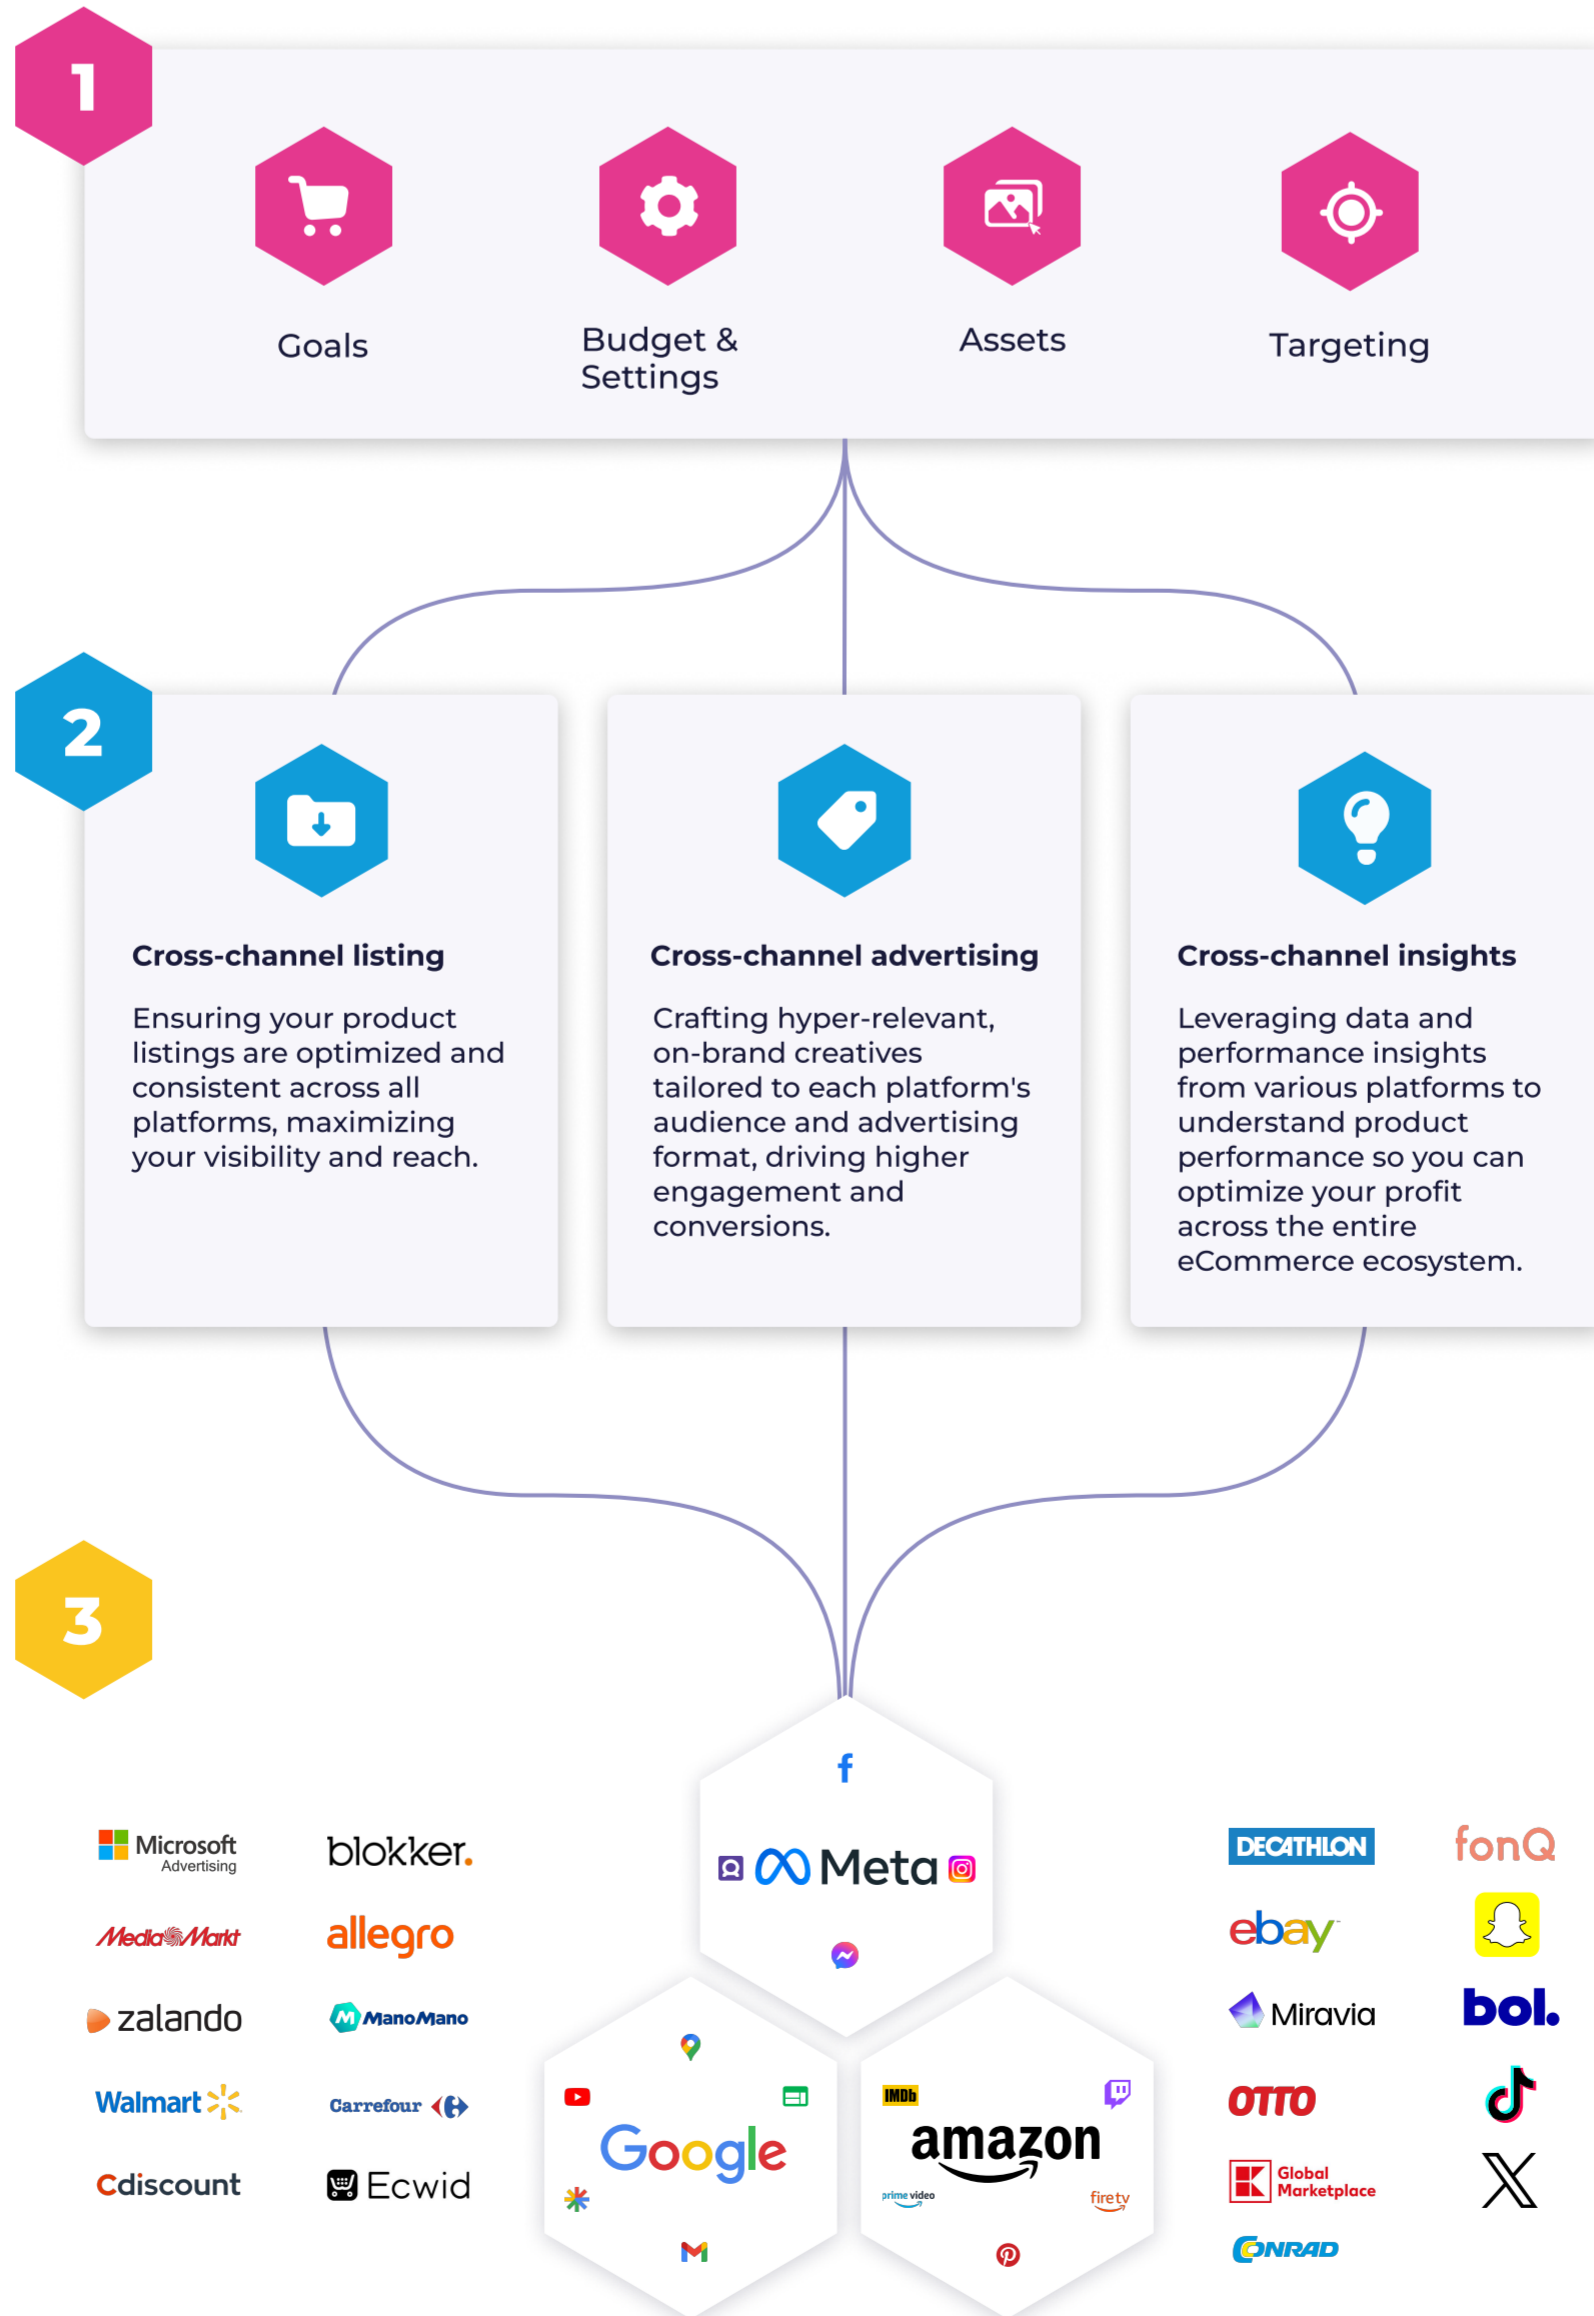 1
Goals
Budget &
Settings
Assets
Targeting
2
Cross-channel listing
Ensuring your product
listings are optimized and
consistent across all
platforms, maximizing
your visibility and reach.
Cross-channel advertising
Crafting hyper-relevant,
on-brand creatives
tailored to each platform's
audience and advertising
format, driving higher
engagement and
conversions.
Cross-channel insights
Leveraging data and
performance insights
from various platforms to
understand product
performance so you can
optimize your profit
across the entire
eCommerce ecosystem.
3
Microsoft
Advertising
blokker.
MediaMarkt
allegro
zalando
ManoMano
Walmart
Carrefour
Cdiscount
Ecwid
Meta
Google
IMDb
amazon
prime video
fire tv
DECATHLON
fonQ
ebay
Miravia
bol.
OTTO
Global
Marketplace
CONRAD